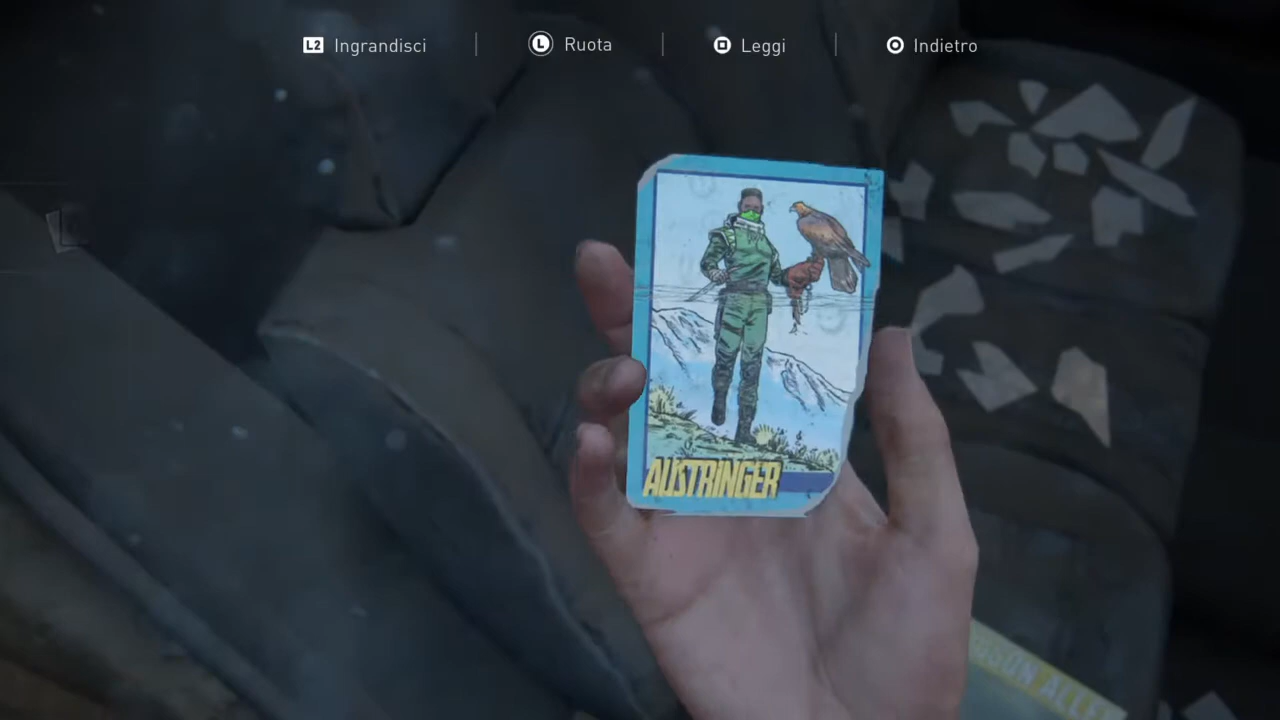 L2 Ingrandisci
L Ruota
Leggi
Indietro
AUSTRINGER